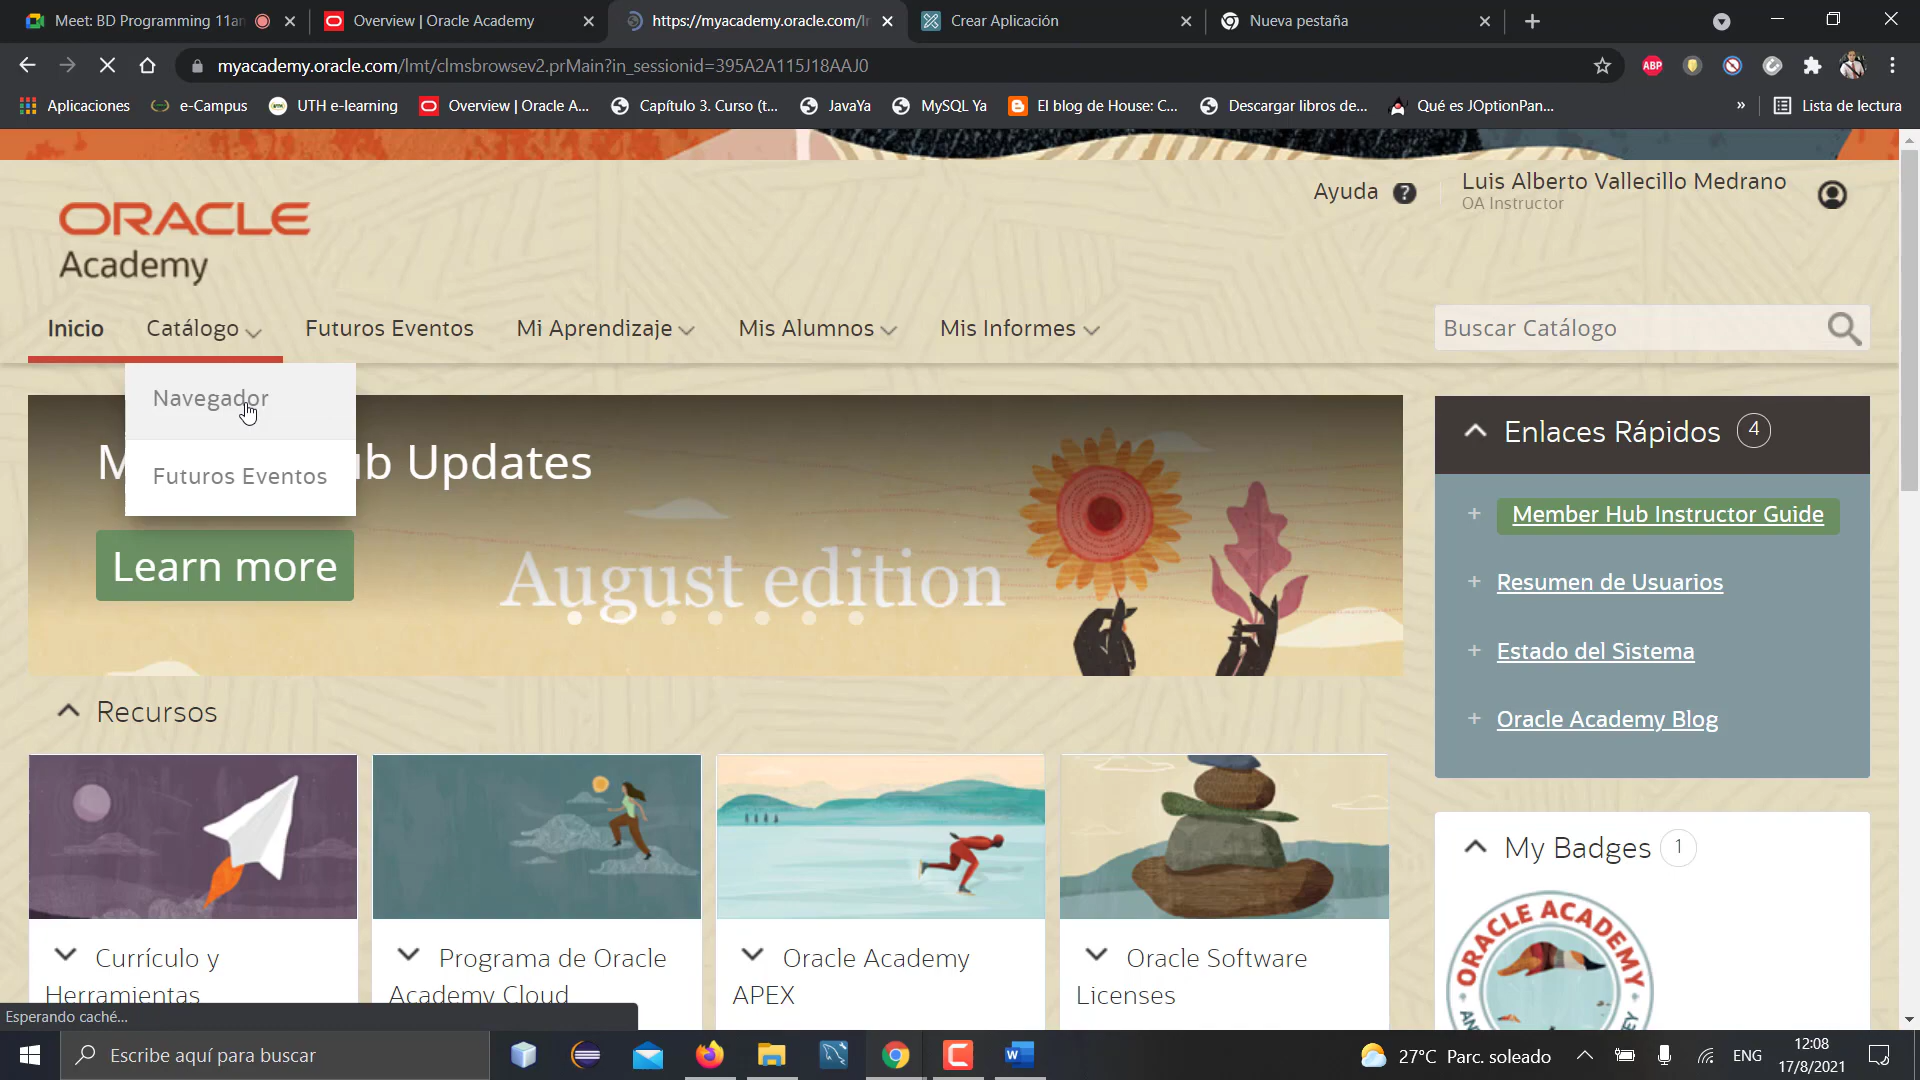 Meet: BD Programming 11am
Overview | Oracle Academy
https://myacademy.oracle.com/lr
Crear Aplicación
Nueva pestaña
myacademy.oracle.com/lmt/clmsbrowsev2.prMain?in_sessionid=395A2A115J18AAJ0
ABP
Aplicaciones
e-Campus
UTH e-learning
Overview | Oracle A...
Capítulo 3. Curso (t...
JavaYa
MySQL Ya
El blog de House: C...
Descargar libros de...
Qué es JOptionPan...
»
Lista de lectura
Ayuda ?
Luis Alberto Vallecillo Medrano
OA Instructor
ORACLE
Academy
Inicio
Catálogo
Futuros Eventos
Mi Aprendizaje
Mis Alumnos
Mis Informes
Buscar Catálogo
Navegador
Futuros Eventos
M
ub Updates
Learn more
August edition
Enlaces Rápidos 4
+ Member Hub Instructor Guide
+ Resumen de Usuarios
+ Estado del Sistema
+ Oracle Academy Blog
Recursos
Currículo y
Herramientas
Programa de Oracle
Academy Cloud
Oracle Academy
APEX
Oracle Software
Licenses
My Badges 1
ORACLE ACADEMY
Esperando caché...
Escribe aquí para buscar
27°C Parc. soleado
ENG
12:08
17/8/2021